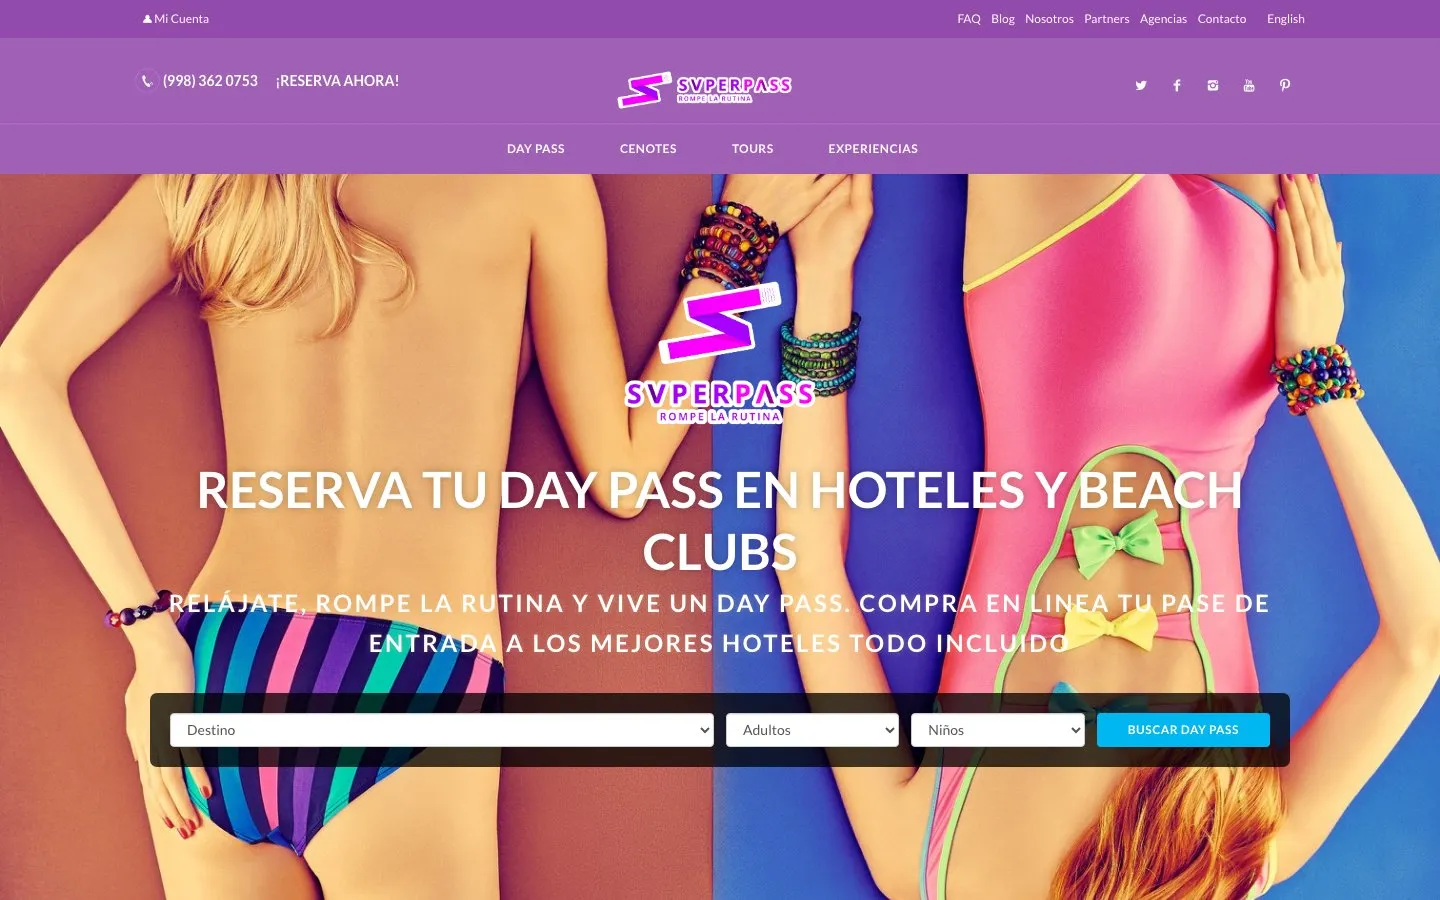 Mi Cuenta
FAQ Blog Nosotros Partners Agencias Contacto English
(998) 362 0753 ¡RESERVA AHORA!
SVPERPASS
ROMPE LA RUTINA
DAY PASS CENOTES TOURS EXPERIENCIAS
SVPERPASS
ROMPE LA RUTINA
RESERVA TU DAY PASS EN HOTELES Y BEACH
CLUBS
RELÁJATE, ROMPE LA RUTINA Y VIVE UN DAY PASS. COMPRA EN LINEA TU PASE DE
ENTRADA A LOS MEJORES HOTELES TODO INCLUIDO
Destino Adultos Niños BUSCAR DAY PASS